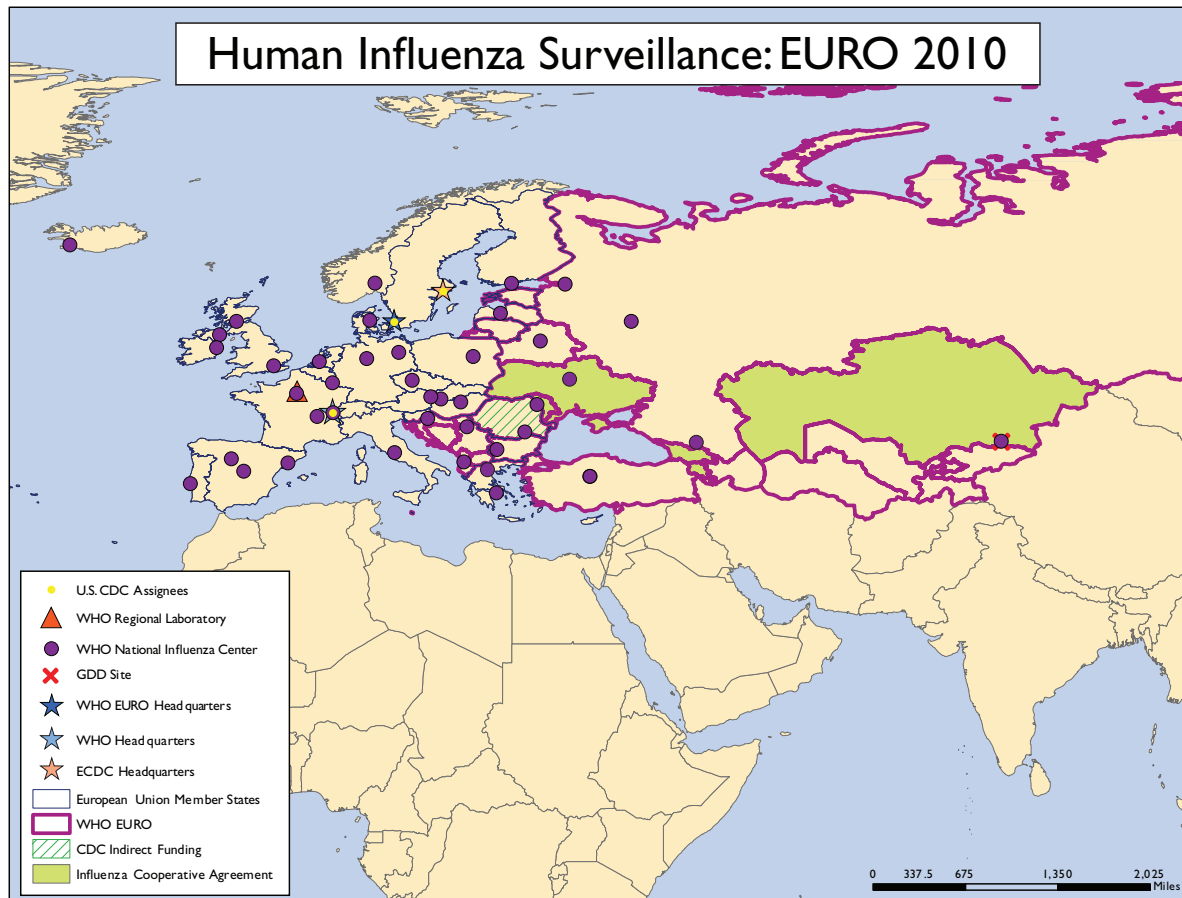 Human Influenza Surveillance: EURO 2010
U.S. CDC Assignees
WHO Regional Laboratory
WHO National Influenza Center
GDD Site
WHO EURO Headquarters
WHO Headquarters
ECDC Headquarters
European Union Member States
WHO EURO
CDC Indirect Funding
Influenza Cooperative Agreement
0 337.5 675 1,350 2,025
Miles